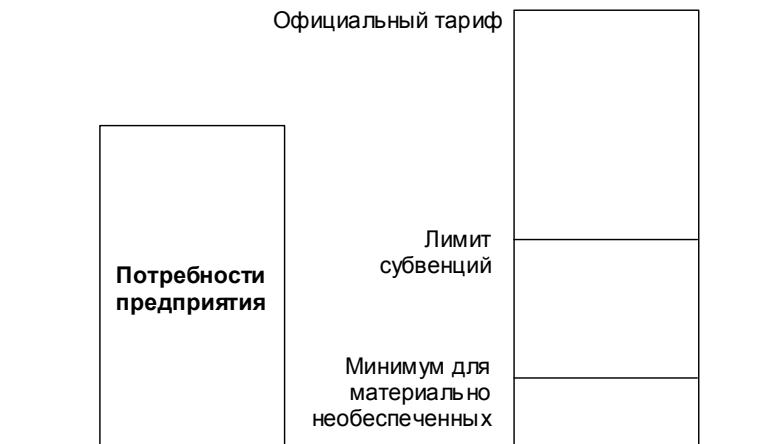 Официальный тариф
Лимит
субвенций
Потребности
предприятия
Минимум для
материально
необеспеченных